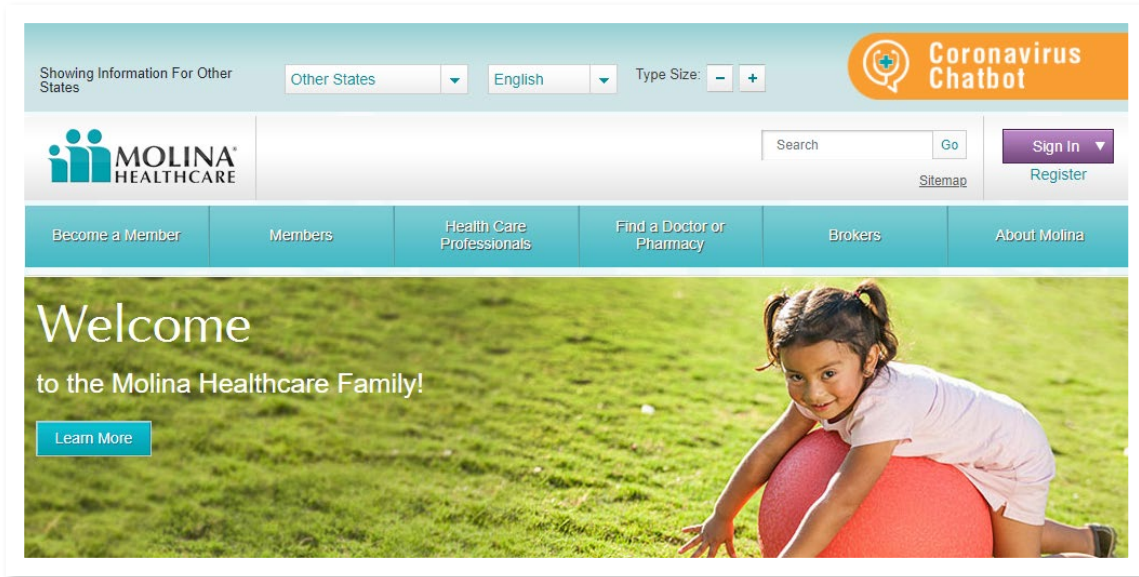 Showing Information For Other
States
Other States
English
Type Size: - +
Coronavirus
Chatbot
MOLINA®
HEALTHCARE
Search
Go
Sitemap
Sign In ▼
Register
Become a Member
Members
Health Care
Professionals
Find a Doctor or
Pharmacy
Brokers
About Molina
Welcome
to the Molina Healthcare Family!
Learn More